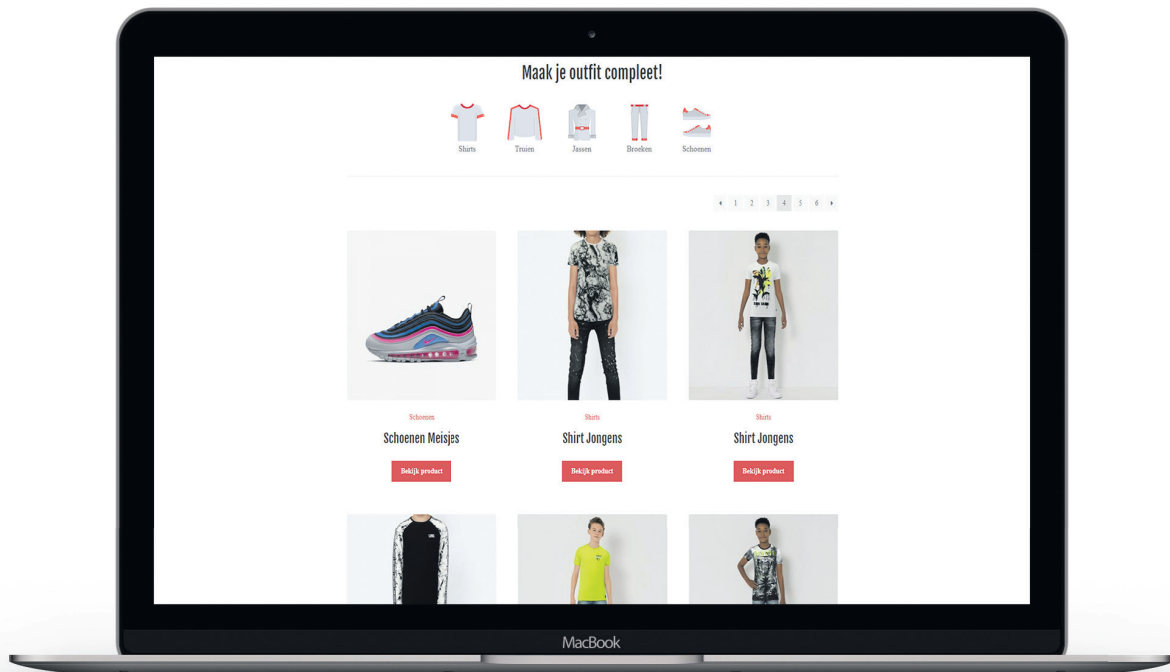 Maak je outfit compleet!
Shirts Truien Jassen Broeken Schoenen
1 2 3 4 5 6
Schoenen Shirts Shirts
Schoenen Meisjes Shirt Jongens Shirt Jongens
Bekijk product Bekijk product Bekijk product
MacBook